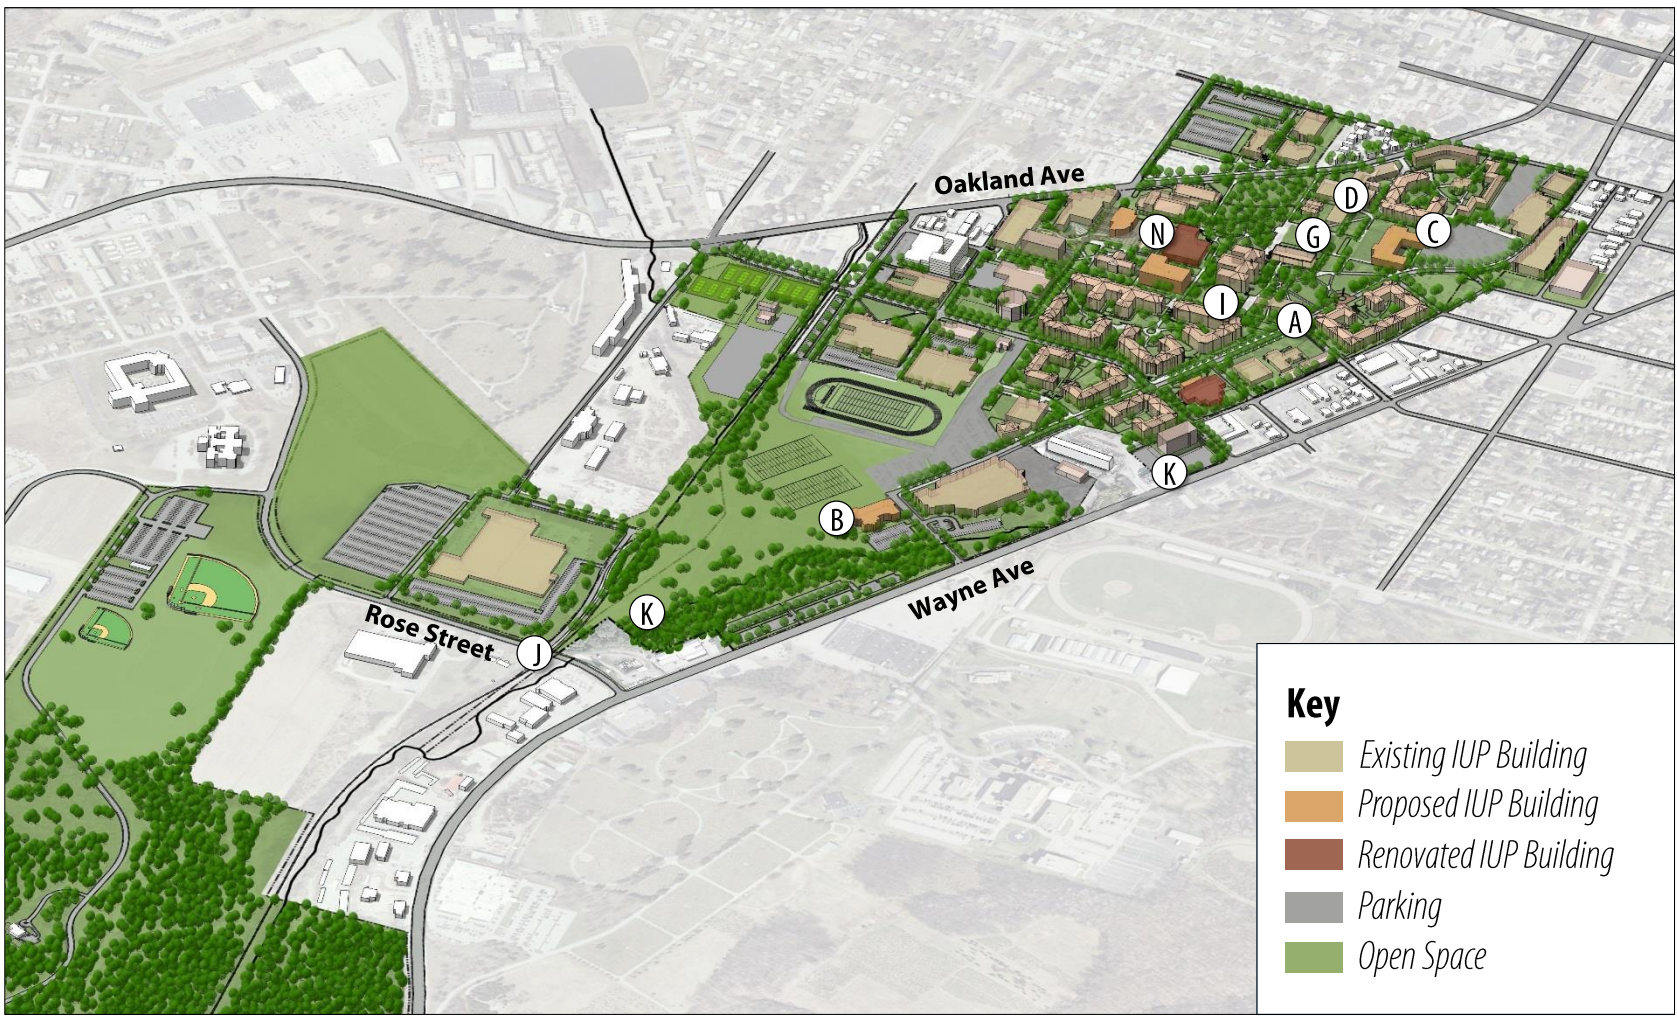 Oakland Ave
D
N
G
C
I
A
K
B
Wayne Ave
K
Rose Street
J
Key
Existing IUP Building
Proposed IUP Building
Renovated IUP Building
Parking
Open Space